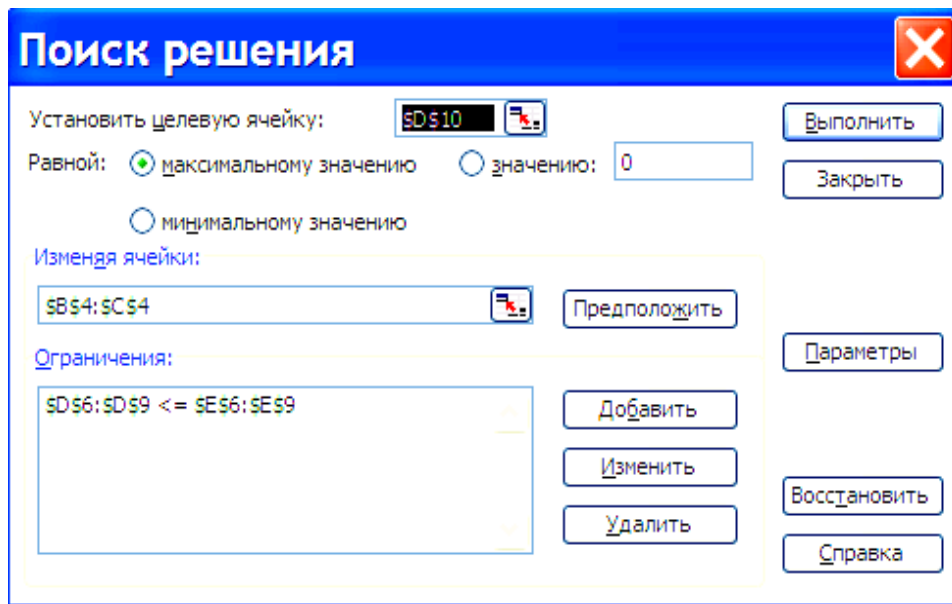 Поиск решения
Установить целевую ячейку: $D$10
Выполнить
Равной: максимальному значению значению: 0
Закрыть
минимальному значению
Изменяя ячейки:
$B$4:$C$4
Предположить
Ограничения:
Параметры
$D$6:$D$9 <= $E$6:$E$9
Добавить
Изменить
Восстановить
Удалить
Справка